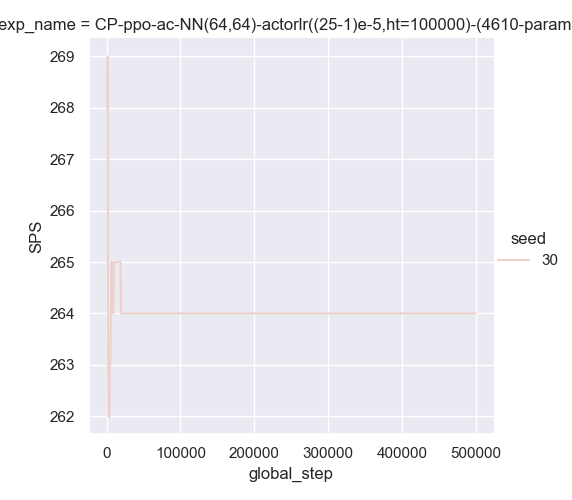 exp_name = CP-ppo-ac-NN(64,64)-actorlr((25-1)e-5,ht=100000)-(4610-param
269
268
267
266
265
264
263
262
SPS
0 100000 200000 300000 400000 500000
global_step
seed
30